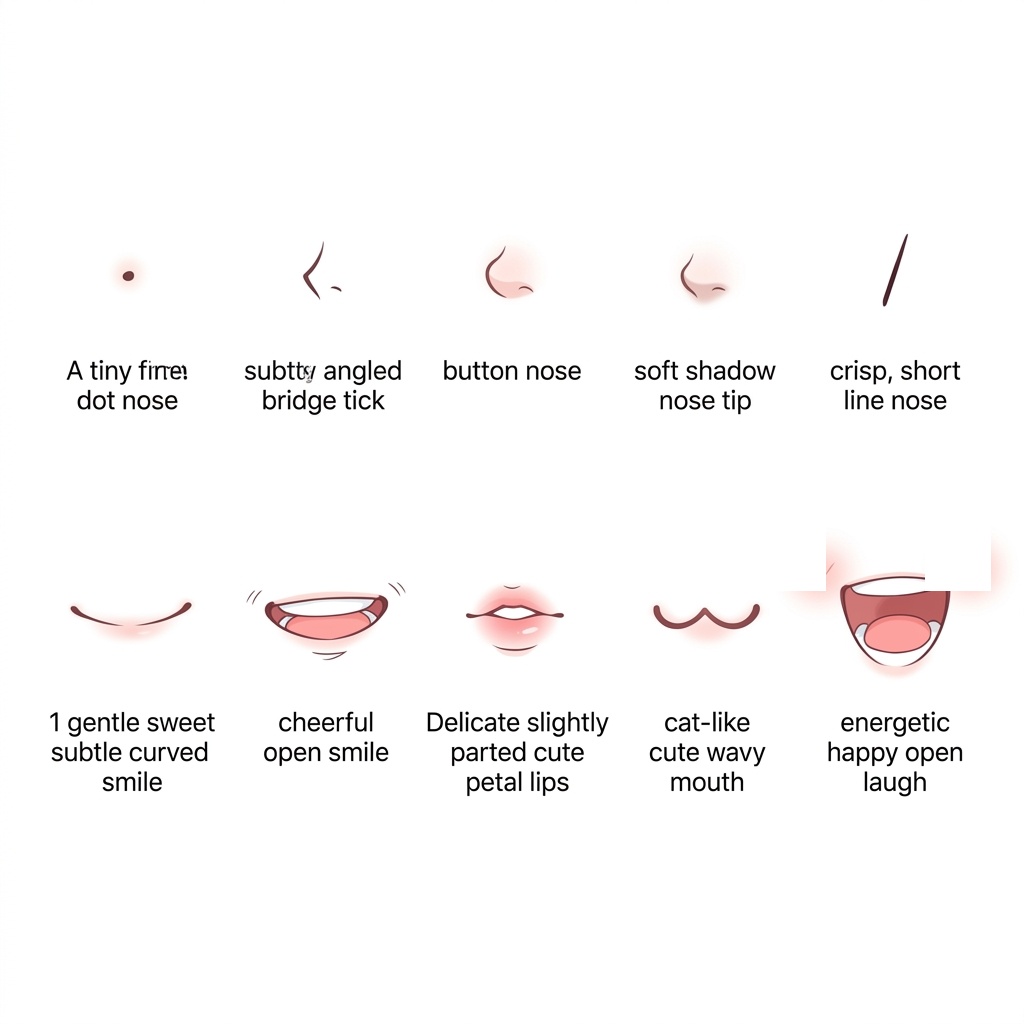 A tiny
dot nose
angled
bridge tick
button nose
soft shadow
nose tip
crisp, short
line nose
1 gentle sweet
subtle curved
smile
cheerful
open smile
Delicate slightly
parted cute
petal lips
cat-like
cute wavy
mouth
energetic
happy open
laugh